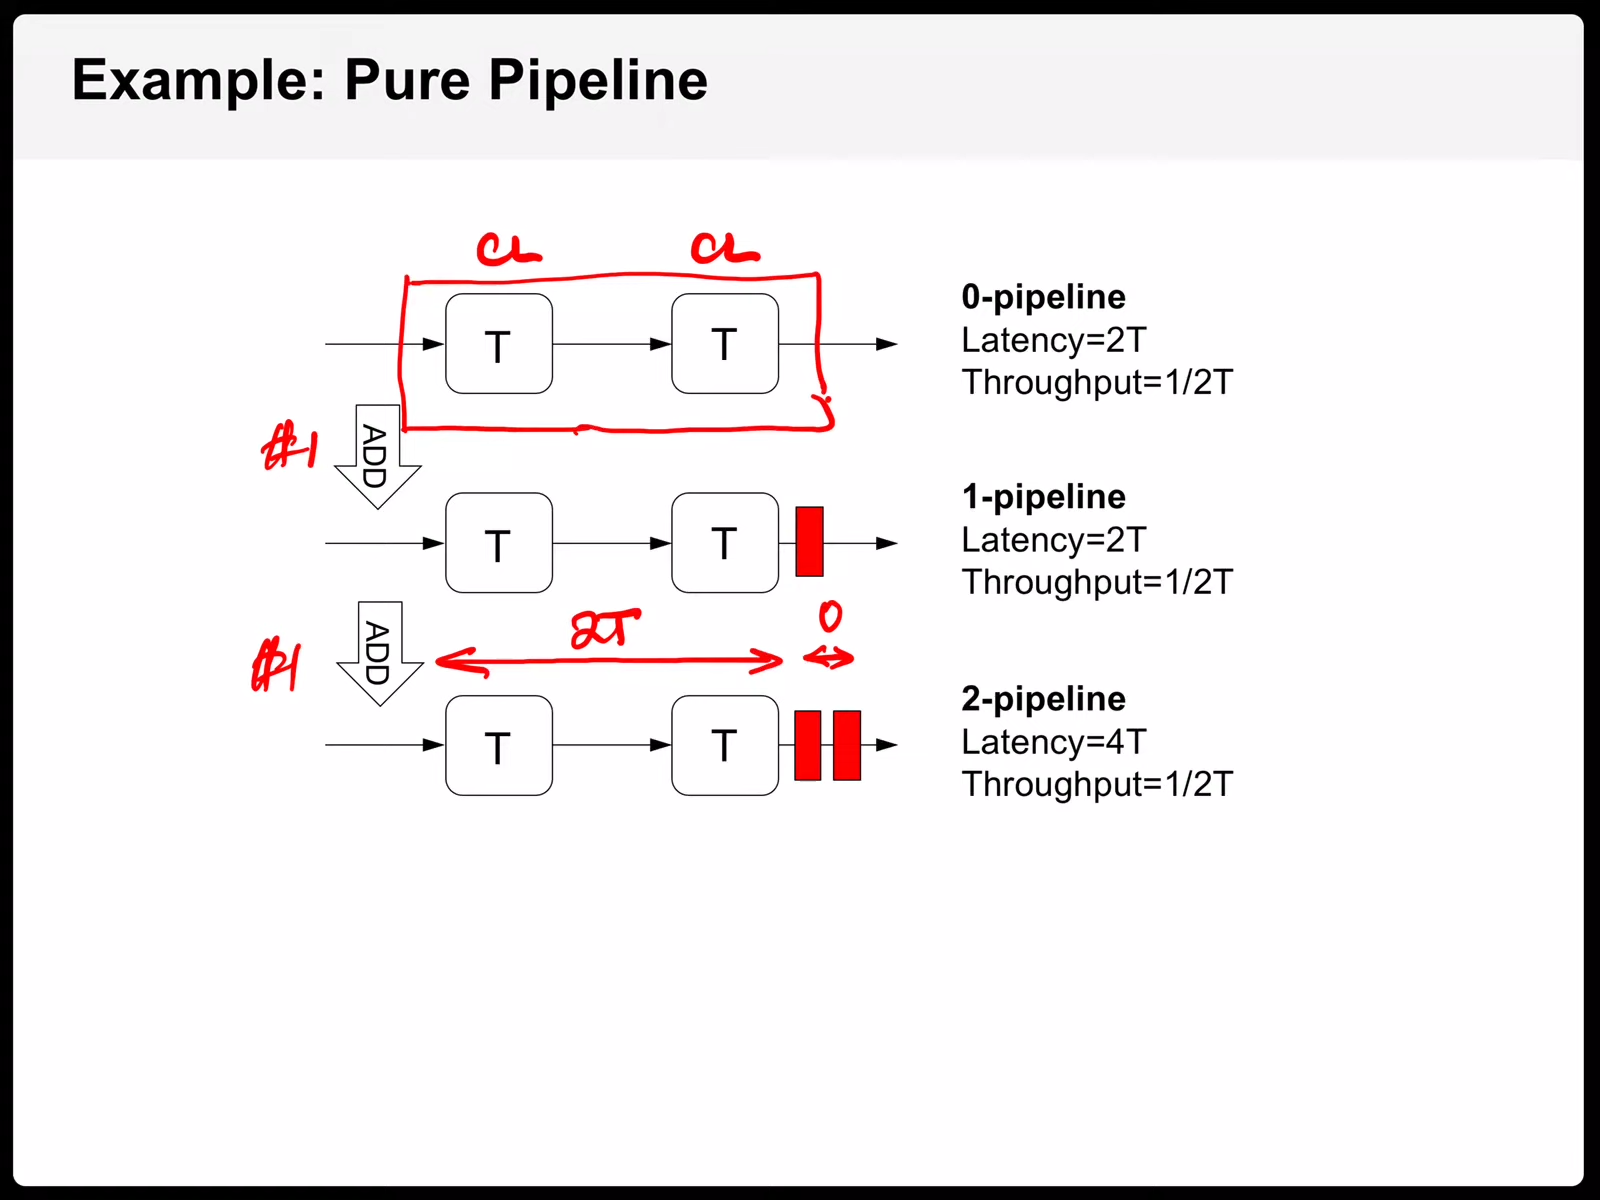 Example: Pure Pipeline
CL CL
T T
0-pipeline
Latency=2T
Throughput=1/2T
#1 ADD
T T
1-pipeline
Latency=2T
Throughput=1/2T
#1 ADD
2T 0
T T
2-pipeline
Latency=4T
Throughput=1/2T